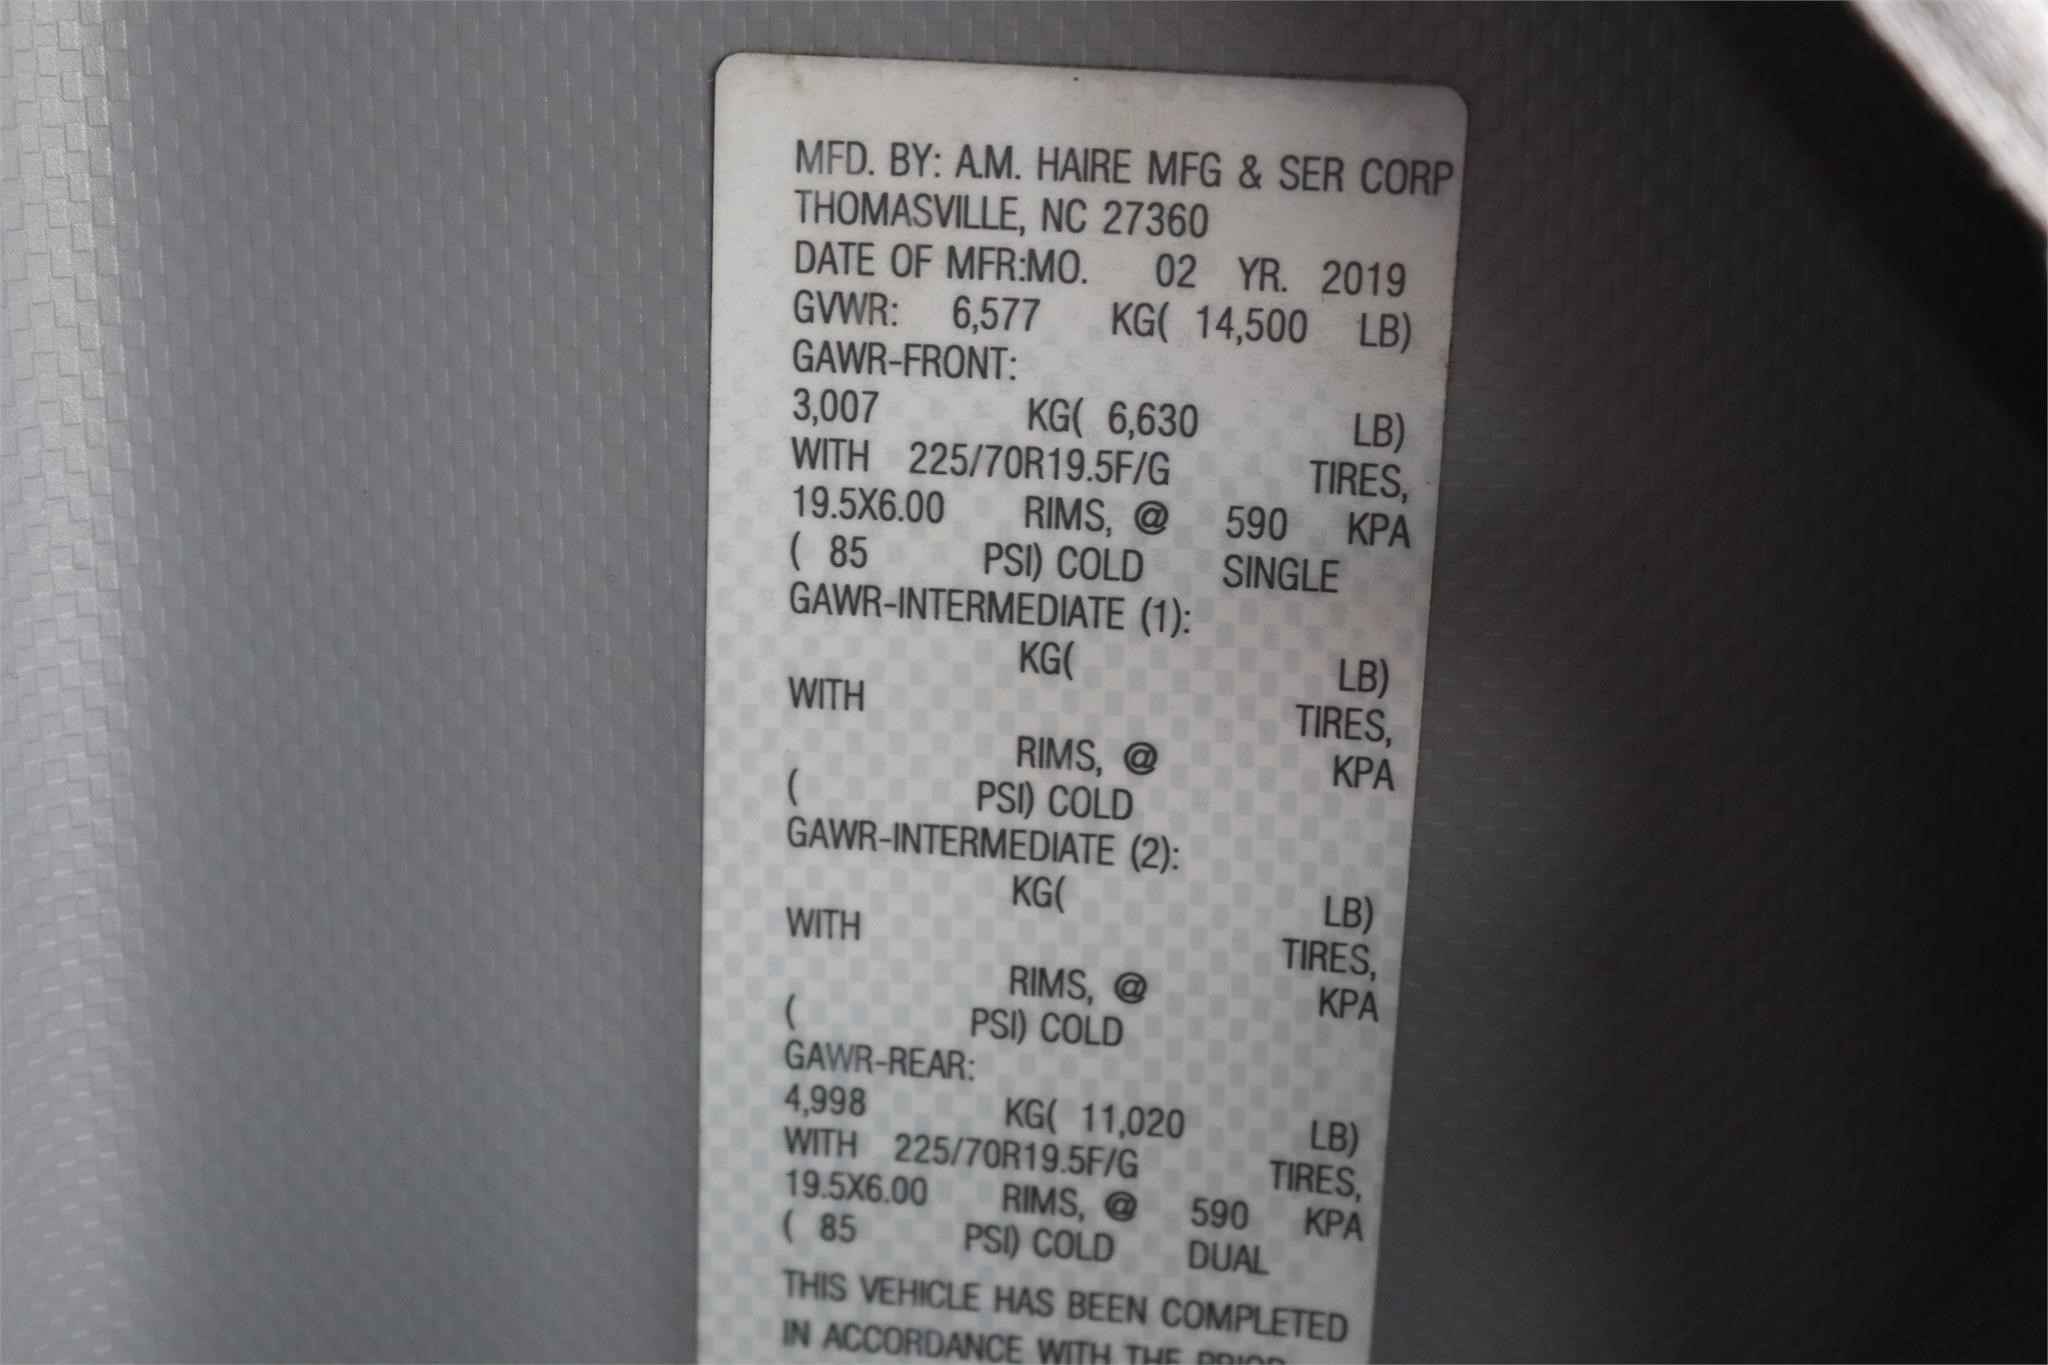 MFD. BY: A.M. HAIRE MFG & SER CORP
THOMASVILLE, NC 27360
DATE OF MFR:MO. 02 YR. 2019
GVWR: 6,577 KG( 14,500 LB)
GAWR-FRONT:
3,007 KG( 6,630 LB)
WITH 225/70R19.5F/G TIRES,
19.5X6.00 RIMS, @ 590 KPA
( 85 PSI) COLD SINGLE
GAWR-INTERMEDIATE (1):
KG( LB)
WITH TIRES,
RIMS, @ KPA
( PSI) COLD
GAWR-INTERMEDIATE (2):
KG( LB)
WITH TIRES,
RIMS, @ KPA
( PSI) COLD
GAWR-REAR:
4,998 KG( 11,020 LB)
WITH 225/70R19.5F/G TIRES,
19.5X6.00 RIMS, @ 590 KPA
( 85 PSI) COLD DUAL
THIS VEHICLE HAS BEEN COMPLETED
IN ACCORDANCE WITH THE PRIOR